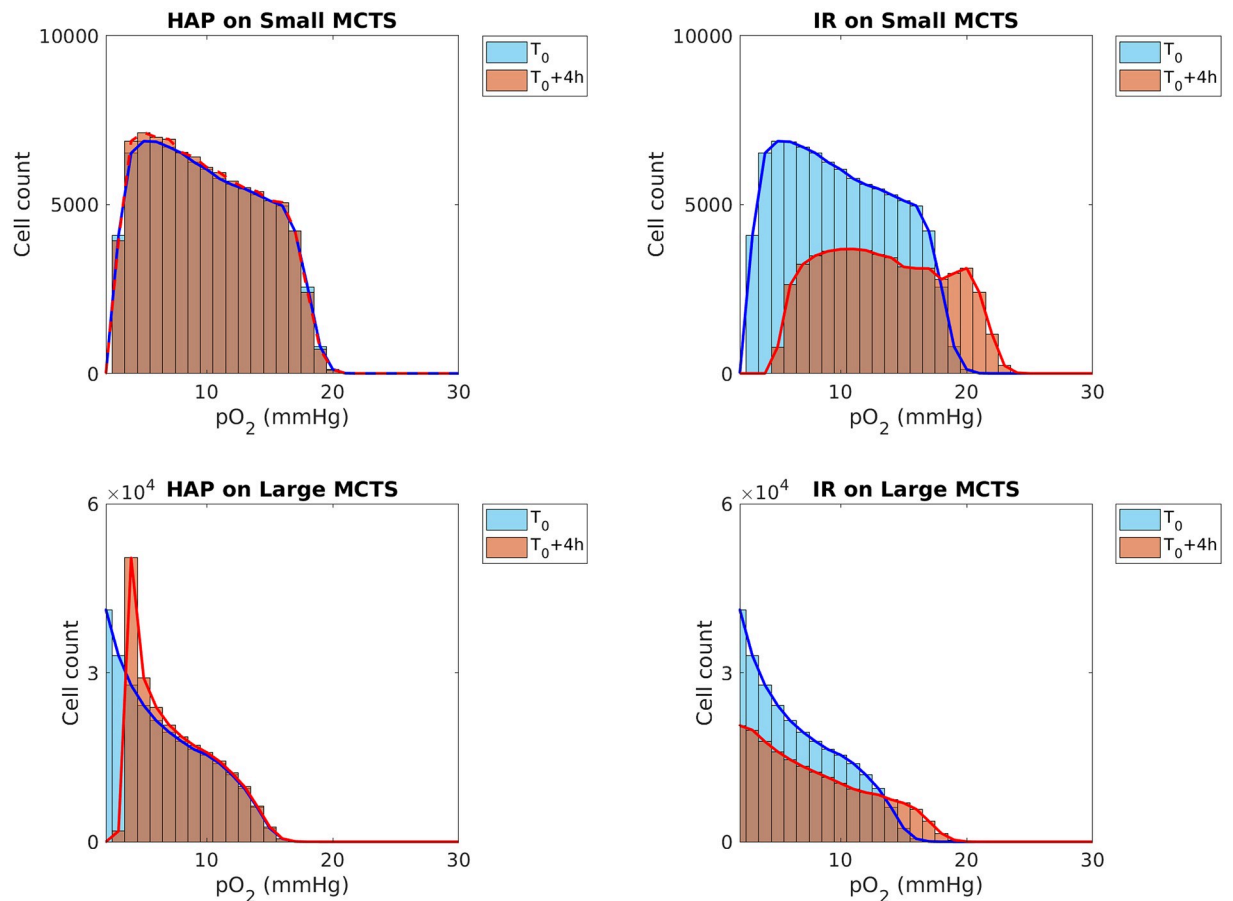 HAP on Small MCTS
10000
5000
0
10
20
30
Cell count
pO2 (mmHg)
T0
T0+4h
IR on Small MCTS
10000
5000
0
10
20
30
Cell count
pO2 (mmHg)
T0
T0+4h
HAP on Large MCTS
×10^4
6
3
0
10
20
30
Cell count
pO2 (mmHg)
T0
T0+4h
IR on Large MCTS
×10^4
6
3
0
10
20
30
Cell count
pO2 (mmHg)
T0
T0+4h